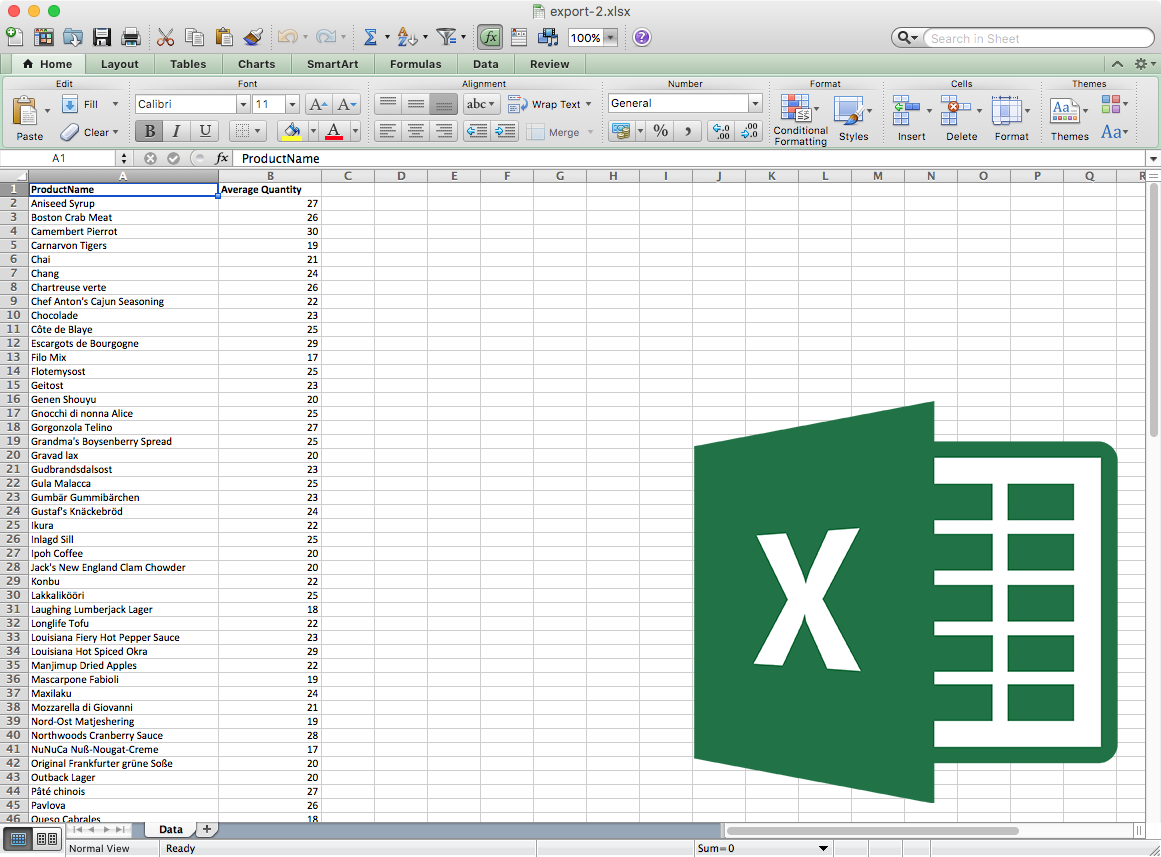 export-2.xlsx
100%
Search in Sheet
Home Layout Tables Charts SmartArt Formulas Data Review
Edit Font Alignment Number Format Cells Themes
Paste Fill Clear
Calibri 11
B I U
A A A
abc Wrap Text
Merge
General
% ,
Conditional Formatting Styles
Insert Delete Format
Themes Aa
A1 fx ProductName
A B C D E F G H I J K L M N O P Q R
1 ProductName Average Quantity
2 Aniseed Syrup 27
3 Boston Crab Meat 26
4 Camembert Pierrot 30
5 Carnarvon Tigers 19
6 Chai 21
7 Chang 24
8 Chartreuse verte 26
9 Chef Anton's Cajun Seasoning 22
10 Chocolade 23
11 Côte de Blaye 25
12 Escargots de Bourgogne 29
13 Filo Mix 17
14 Flotemysost 25
15 Geitost 23
16 Genen Shouyu 20
17 Gnocchi di nonna Alice 25
18 Gorgonzola Telino 27
19 Grandma's Boysenberry Spread 25
20 Gravad lax 20
21 Gudbrandsdalsost 23
22 Gula Malacca 25
23 Gumbär Gummibärchen 23
24 Gustaf's Knäckebröd 24
25 Ikura 22
26 Inlagd Sill 25
27 Ipoh Coffee 20
28 Jack's New England Clam Chowder 20
29 Konbu 22
30 Lakkalikööri 25
31 Laughing Lumberjack Lager 18
32 Longlife Tofu 22
33 Louisiana Fiery Hot Pepper Sauce 23
34 Louisiana Hot Spiced Okra 29
35 Manjimup Dried Apples 22
36 Mascarpone Fabioli 19
37 Maxilaku 24
38 Mozzarella di Giovanni 21
39 Nord-Ost Matjeshering 19
40 Northwoods Cranberry Sauce 28
41 NuNuCa Nuß-Nougat-Creme 17
42 Original Frankfurter grüne Soße 20
43 Outback Lager 20
44 Pâté chinois 27
45 Pavlova 26
46 Queso Cabrales 18
X
Data
Normal View Ready Sum=0